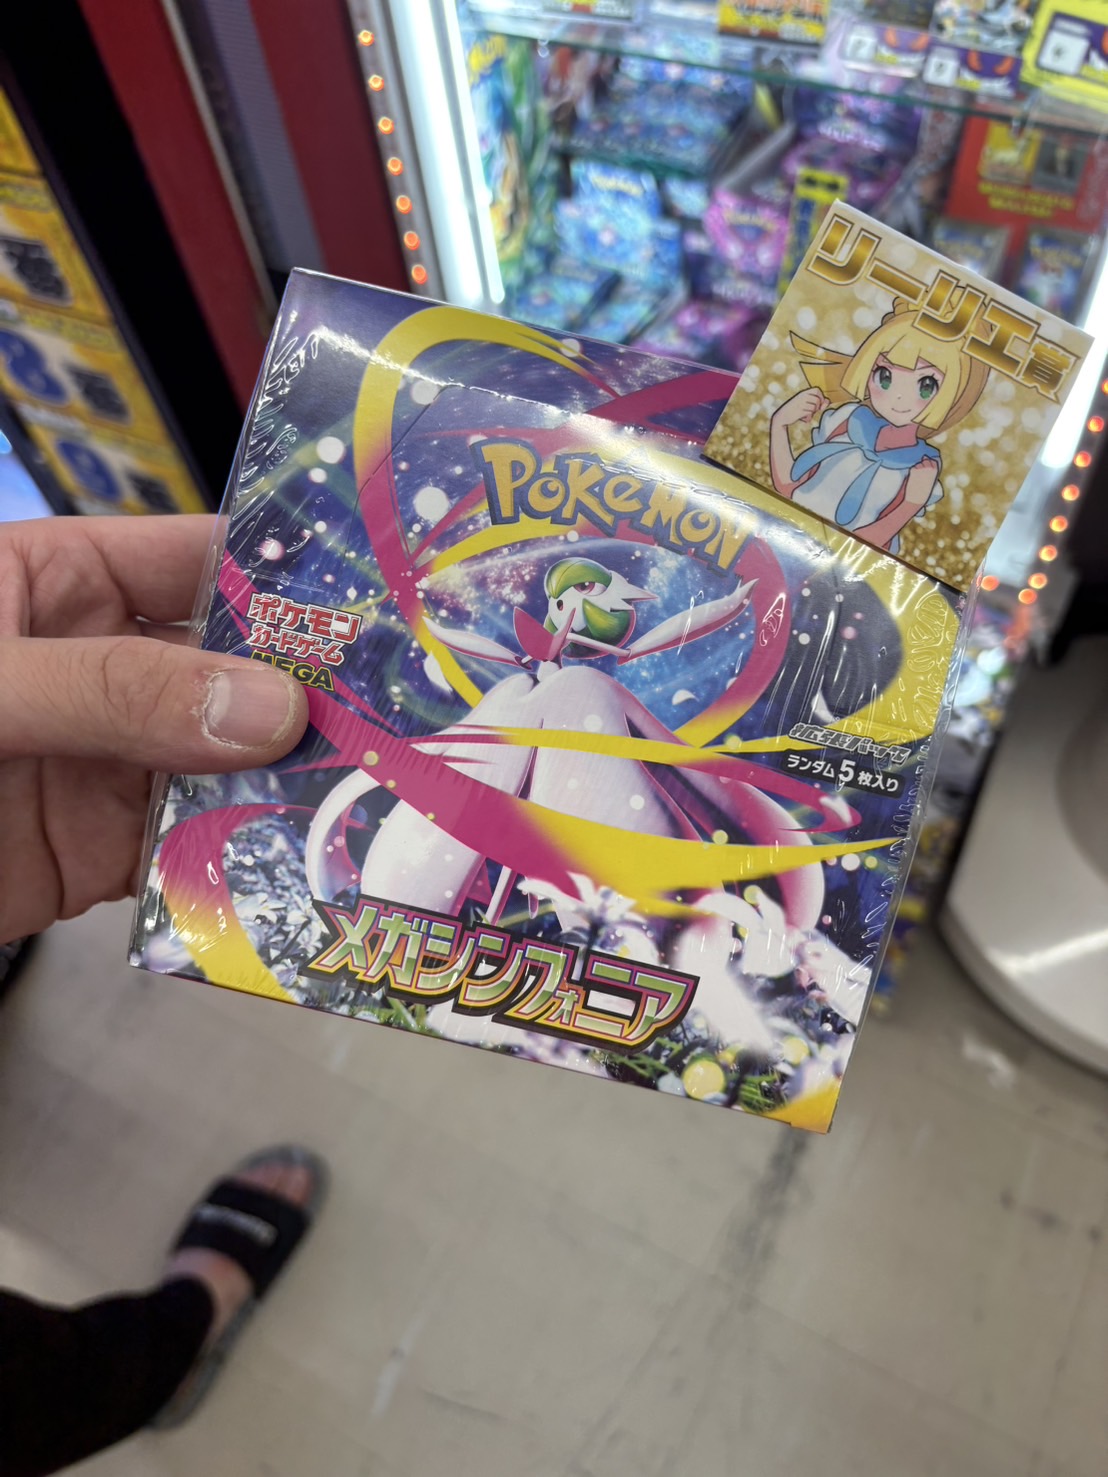 リーリエ賞
POKéMON
ポケモン
カードゲーム
MEGA
拡張パック
ランダム5枚入り
メガシンフォニア